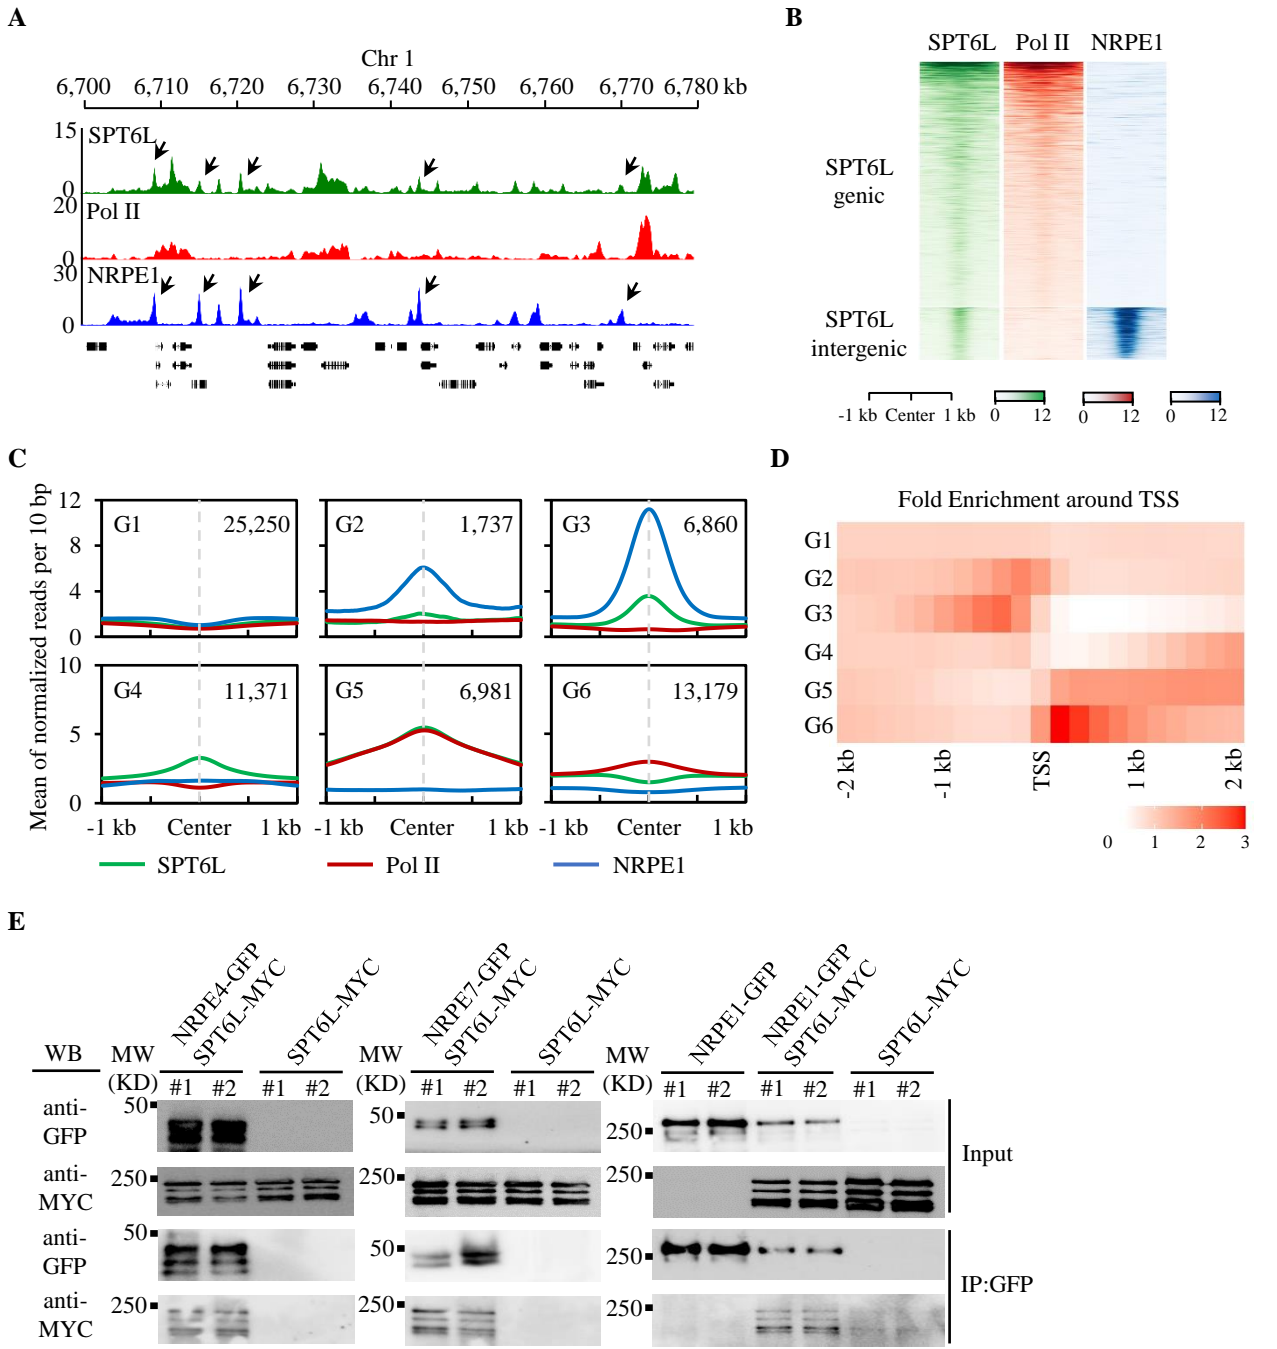 A
Chr 1
6,700 6,710 6,720 6,730 6,740 6,750 6,760 6,770 6,780 kb
15
SPT6L
0
20
Pol II
0
30
NRPE1
0
B
SPT6L Pol II NRPE1
SPT6L
genic
SPT6L
intergenic
-1 kb Center 1 kb
0 12 0 12 0 12
C
Mean of normalized reads per 10 bp
12
8
4
0
G1 25,250
G2 1,737
G3 6,860
10
5
0
G4 11,371
G5 6,981
G6 13,179
-1 kb Center 1 kb -1 kb Center 1 kb -1 kb Center 1 kb
SPT6L Pol II NRPE1
D
Fold Enrichment around TSS
G1
G2
G3
G4
G5
G6
-2 kb -1 kb TSS 1 kb 2 kb
0 1 2 3
E
NRPE4-GFP
SPT6L-MYC
SPT6L-MYC
NRPE7-GFP
SPT6L-MYC
SPT6L-MYC
NRPE1-GFP
NRPE1-GFP
SPT6L-MYC
SPT6L-MYC
WB
MW
(KD)
MW
(KD)
MW
(KD)
#1 #2 #1 #2 #1 #2 #1 #2 #1 #2 #1 #2 #1 #2
anti-
GFP
50 50 250
anti-
MYC
250 250 250
Input
anti-
GFP
50 50 250
anti-
MYC
250 250 250
IP:GFP